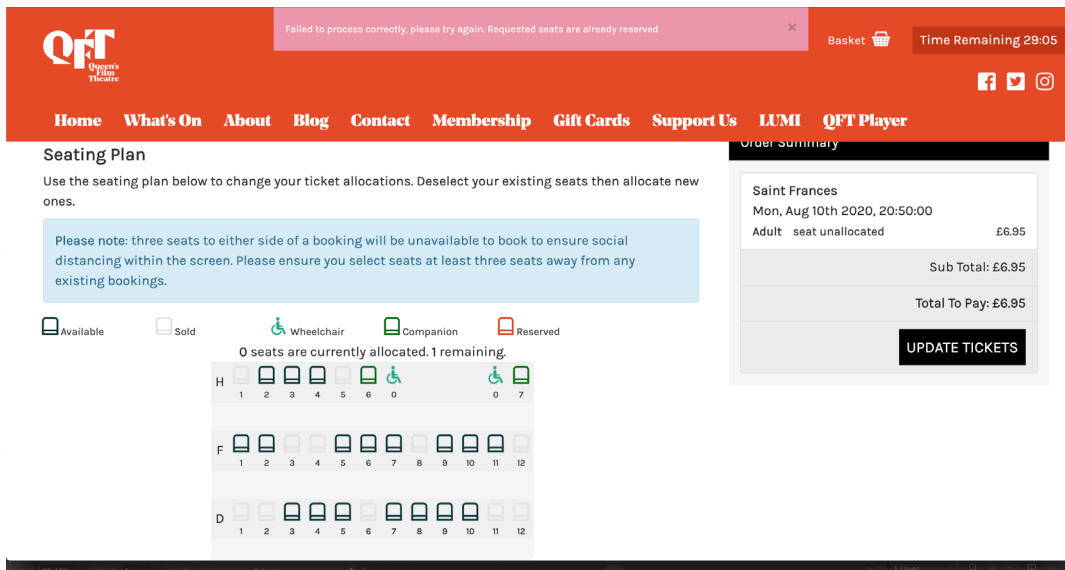 Failed to process correctly, please try again. Requested seats are already reserved ×
QFT
Queen's
Film
Theatre
Basket
Time Remaining 29:05
Home What's On About Blog Contact Membership Gift Cards Support Us LUMI QFT Player
Seating Plan
Use the seating plan below to change your ticket allocations. Deselect your existing seats then allocate new
ones.
Please note: three seats to either side of a booking will be unavailable to book to ensure social
distancing within the screen. Please ensure you select seats at least three seats away from any
existing bookings.
Available Sold Wheelchair Companion Reserved
0 seats are currently allocated. 1 remaining.
H
1 2 3 4 5 6 0 0 7
F
1 2 3 4 5 6 7 8 9 10 11 12
D
1 2 3 4 5 6 7 8 9 10 11 12
Order Summary
Saint Frances
Mon, Aug 10th 2020, 20:50:00
Adult seat unallocated £6.95
Sub Total: £6.95
Total To Pay: £6.95
UPDATE TICKETS